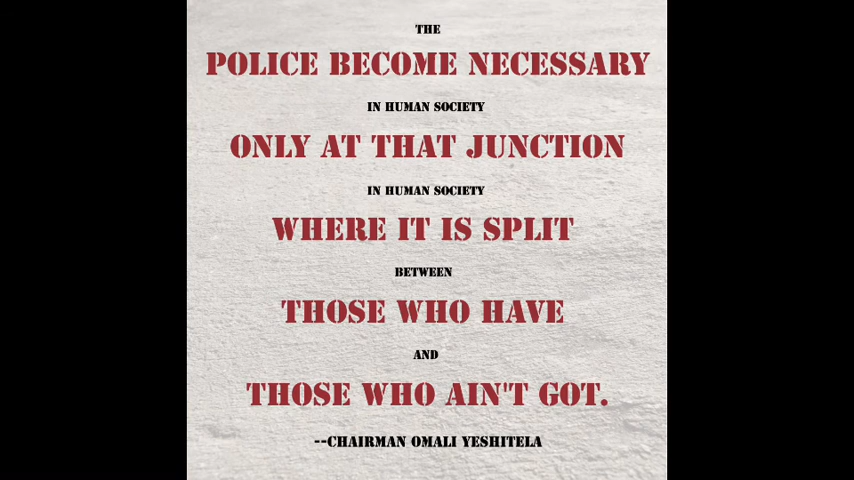 THE
POLICE BECOME NECESSARY
IN HUMAN SOCIETY
ONLY AT THAT JUNCTION
IN HUMAN SOCIETY
WHERE IT IS SPLIT
BETWEEN
THOSE WHO HAVE
AND
THOSE WHO AIN'T GOT.
--CHAIRMAN OMALI YESHITELA